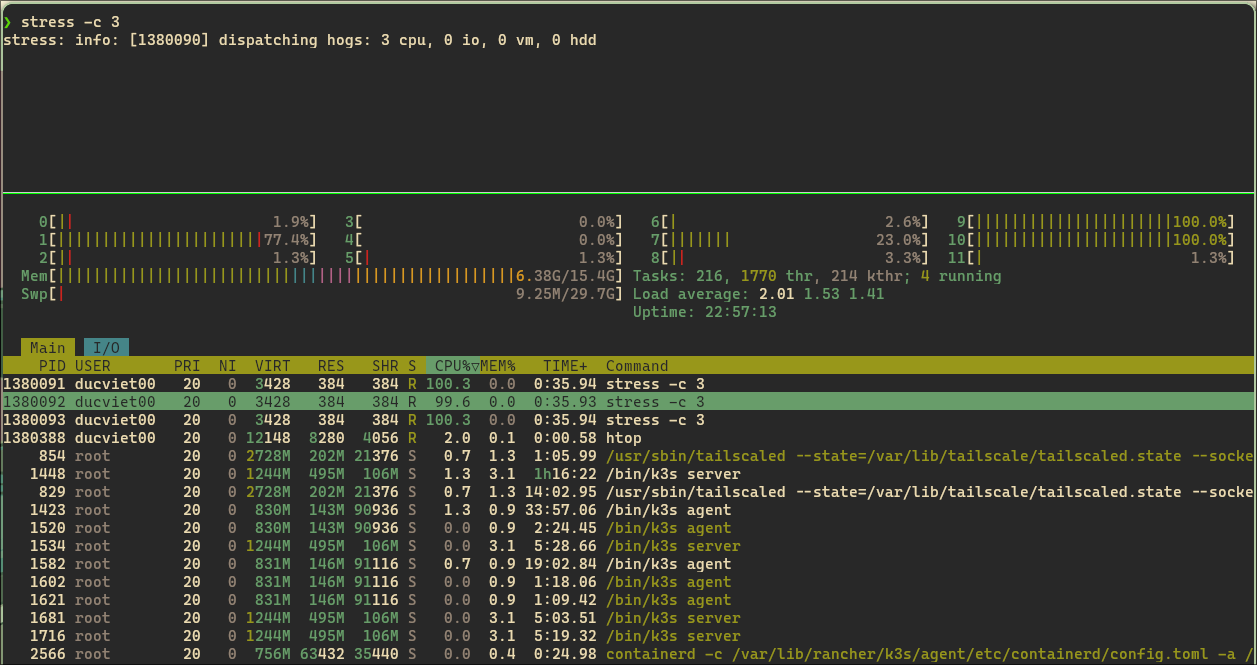 ❯ stress -c 3
stress: info: [1380090] dispatching hogs: 3 cpu, 0 io, 0 vm, 0 hdd
0[|| 1.9%] 3[ 0.0%] 6[| 2.6%] 9[||||||||||||||||||||||100.0%]
1[|||||||||||||||||||||||77.4%] 4[ 0.0%] 7[||||||| 23.0%] 10[||||||||||||||||||||||100.0%]
2[|| 1.3%] 5[| 1.3%] 8[|| 3.3%] 11[| 1.3%]
Mem[|||||||||||||||||||||||||||||||||||||||||||||||||||6.38G/15.4G] Tasks: 216, 1770 thr, 214 kthr; 4 running
Swp[| 9.25M/29.7G] Load average: 2.01 1.53 1.41
Uptime: 22:57:13
Main I/O
PID USER PRI NI VIRT RES SHR S CPU%▽MEM% TIME+ Command
1380091 ducviet00 20 0 3428 384 384 R 100.3 0.0 0:35.94 stress -c 3
1380092 ducviet00 20 0 3428 384 384 R 99.6 0.0 0:35.93 stress -c 3
1380093 ducviet00 20 0 3428 384 384 R 100.3 0.0 0:35.94 stress -c 3
1380388 ducviet00 20 0 12148 8280 4056 R 2.0 0.1 0:00.58 htop
854 root 20 0 2728M 202M 21376 S 0.7 1.3 1:05.99 /usr/sbin/tailscaled --state=/var/lib/tailscale/tailscaled.state --socke
1448 root 20 0 1244M 495M 106M S 1.3 3.1 1h16:22 /bin/k3s server
829 root 20 0 2728M 202M 21376 S 0.7 1.3 14:02.95 /usr/sbin/tailscaled --state=/var/lib/tailscale/tailscaled.state --socke
1423 root 20 0 830M 143M 90936 S 1.3 0.9 33:57.06 /bin/k3s agent
1520 root 20 0 830M 143M 90936 S 0.0 0.9 2:24.45 /bin/k3s agent
1534 root 20 0 1244M 495M 106M S 0.0 3.1 5:28.66 /bin/k3s server
1582 root 20 0 831M 146M 91116 S 0.7 0.9 19:02.84 /bin/k3s agent
1602 root 20 0 831M 146M 91116 S 0.0 0.9 1:18.06 /bin/k3s agent
1621 root 20 0 831M 146M 91116 S 0.0 0.9 1:09.42 /bin/k3s agent
1681 root 20 0 1244M 495M 106M S 0.0 3.1 5:03.51 /bin/k3s server
1716 root 20 0 1244M 495M 106M S 0.0 3.1 5:19.32 /bin/k3s server
2566 root 20 0 756M 63432 35440 S 0.0 0.4 0:24.98 containerd -c /var/lib/rancher/k3s/agent/etc/containerd/config.toml -a /